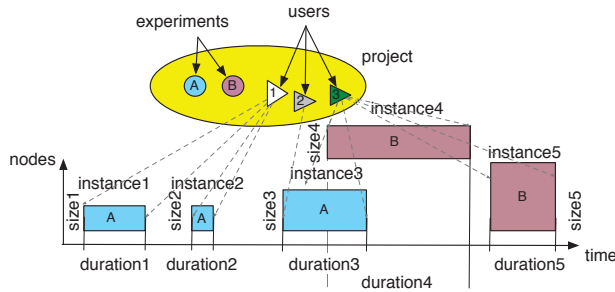 experiments
users
project
A
B
1
2
3
instance4
size4
B
nodes
instance1
instance2
instance3
instance5
size1
A
size2
A
size3
A
B
size5
time
duration1
duration2
duration3
duration5
duration4